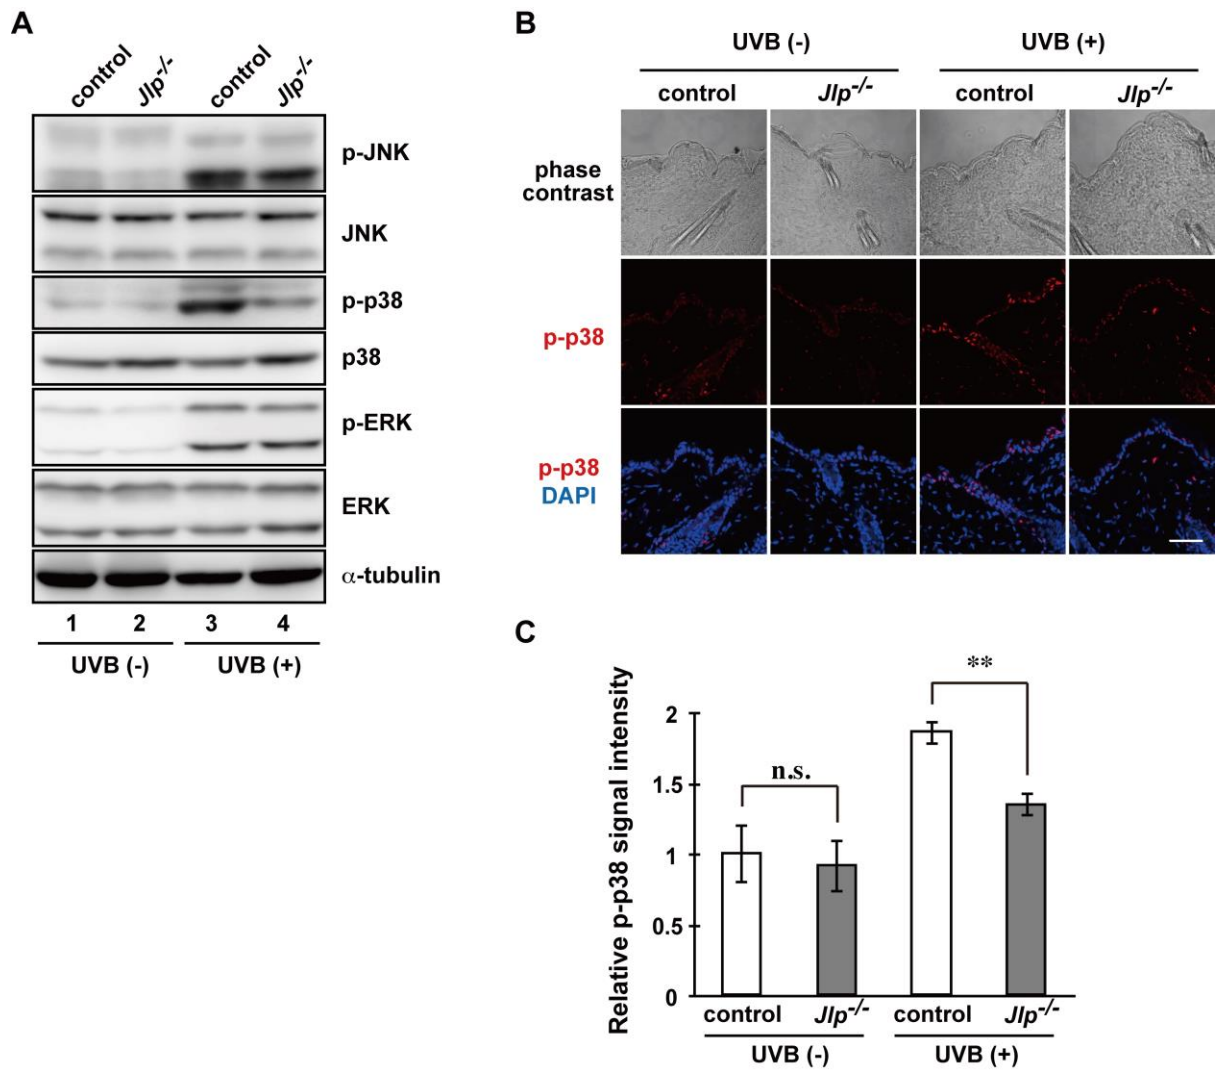 A
control
Jlp-/-
control
Jlp-/-
p-JNK
JNK
p-p38
p38
p-ERK
ERK
α-tubulin
1 2 3 4
UVB (-) UVB (+)
B
UVB (-) UVB (+)
control Jlp-/- control Jlp-/-
phase
contrast
p-p38
p-p38
DAPI
C
Relative p-p38 signal intensity
2
1.5
1
0.5
0
n.s.
**
control Jlp-/- control Jlp-/-
UVB (-) UVB (+)